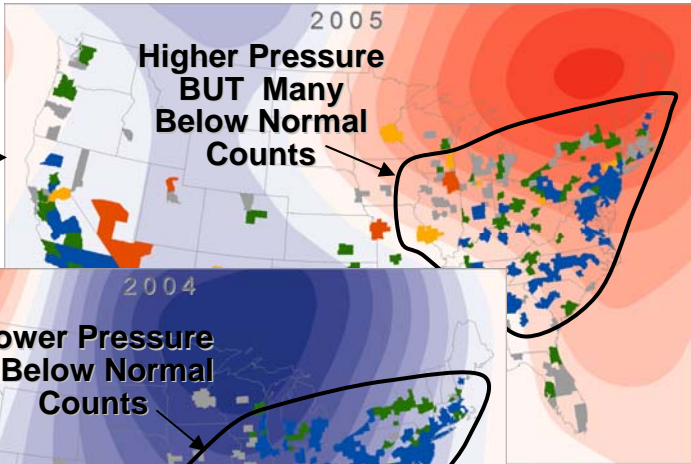 2005
Higher Pressure
BUT Many
Below Normal
Counts
2004
ower Pressure
Below Normal
Counts